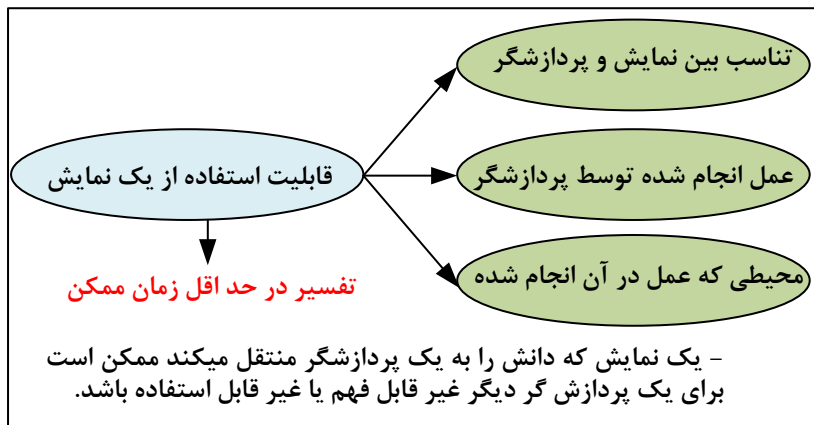 تناسب بین نمایش و پردازشگر
قابلیت استفاده از یک نمایش
عمل انجام شده توسط پردازشگر
محیطی که عمل در آن انجام شده
تفسیر در حد اقل زمان ممکن
– یک نمایش که دانش را به یک پردازشگر منتقل میکند ممکن است
برای یک پردازش گر دیگر غیر قابل فهم یا غیر قابل استفاده باشد.